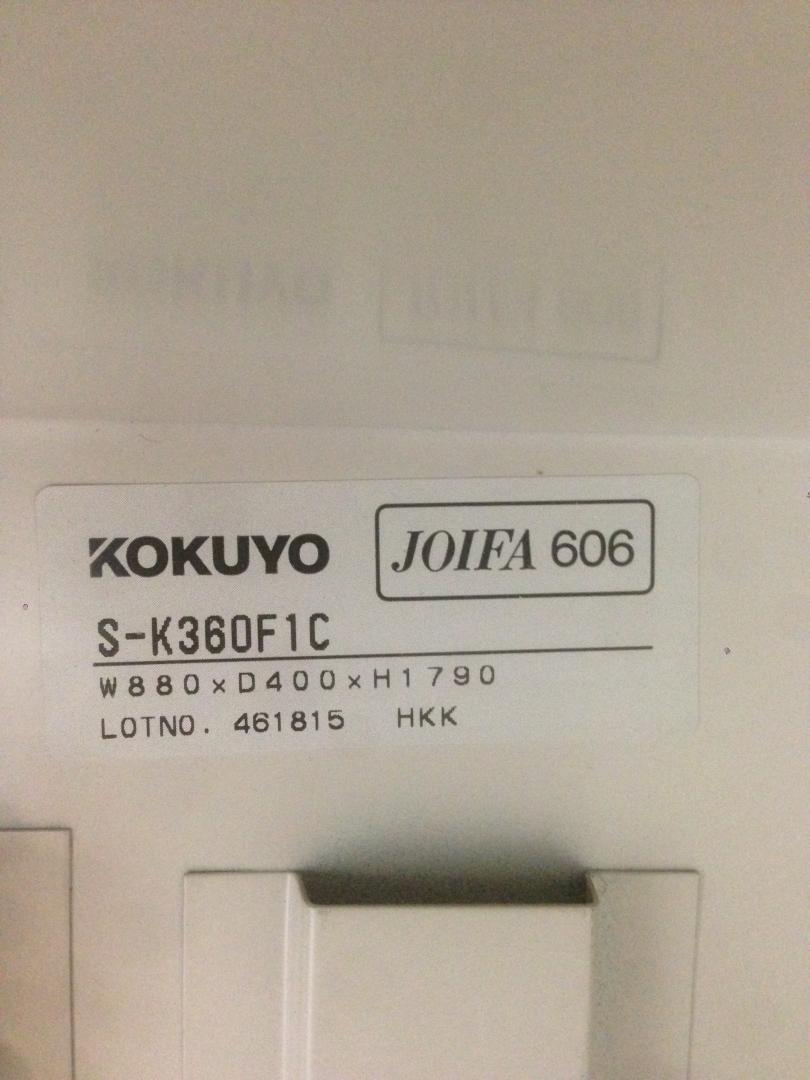 KOKUYO JOIFA 606
S-K360F1C
W880×D400×H1790
LOTNO. 461815 HKK